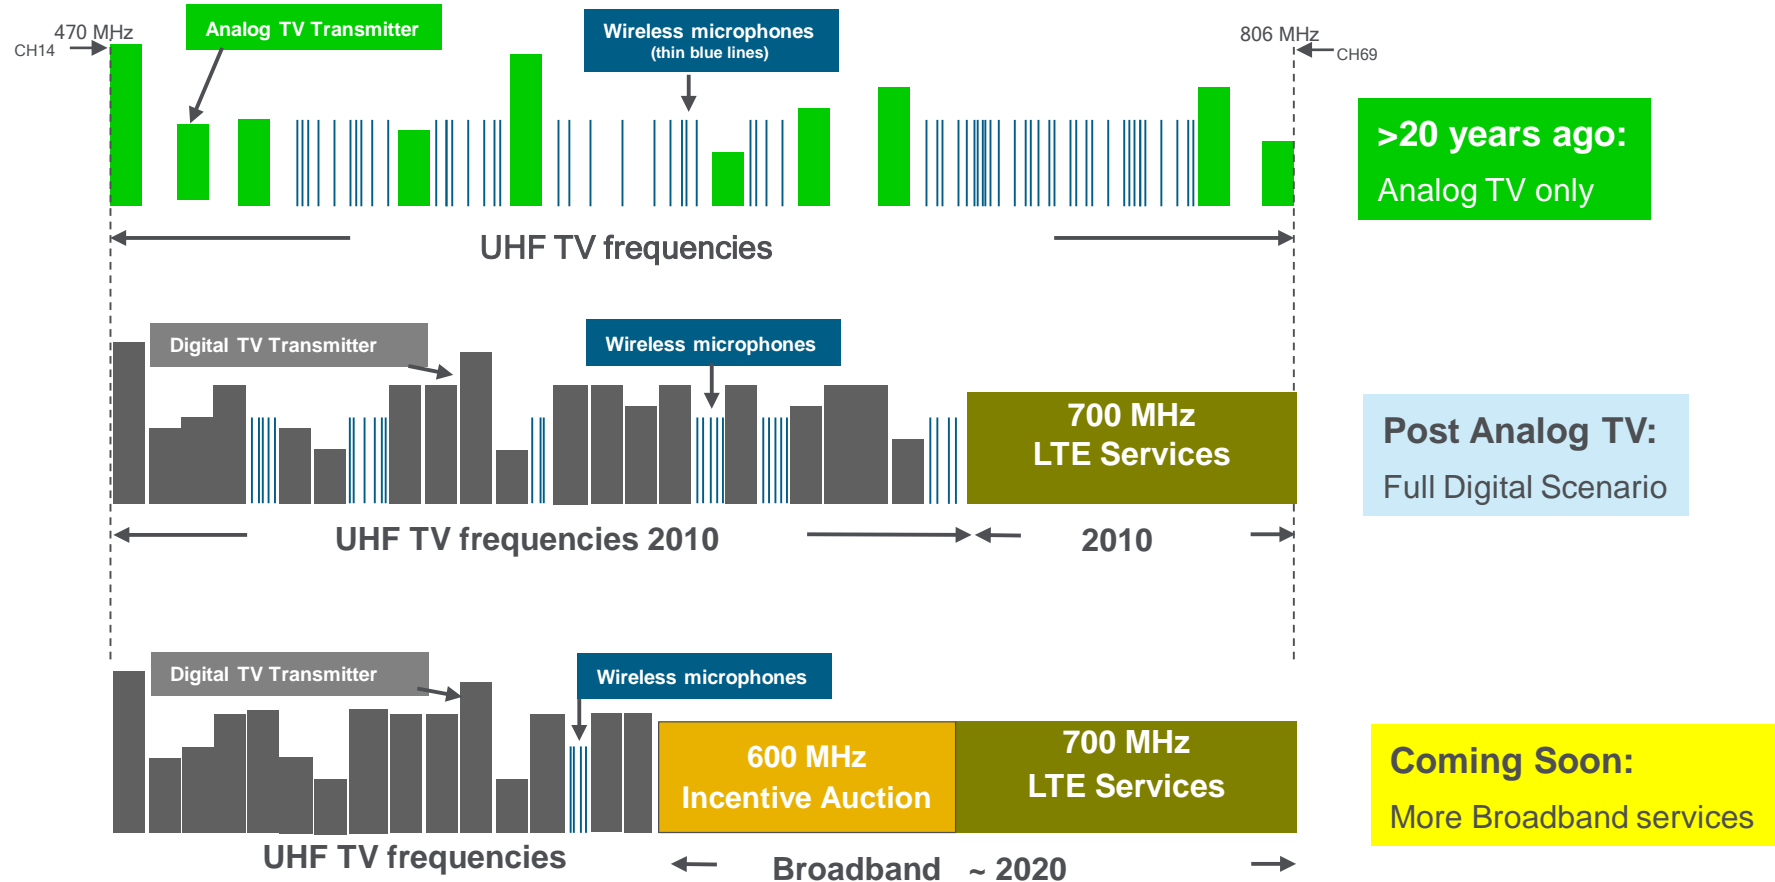 470 MHz
CH14
Analog TV Transmitter
Wireless microphones
(thin blue lines)
806 MHz
CH69
>20 years ago:
Analog TV only
UHF TV frequencies
Digital TV Transmitter
Wireless microphones
700 MHz
LTE Services
Post Analog TV:
Full Digital Scenario
UHF TV frequencies 2010
2010
Digital TV Transmitter
Wireless microphones
600 MHz
Incentive Auction
700 MHz
LTE Services
Coming Soon:
More Broadband services
UHF TV frequencies
Broadband ~ 2020